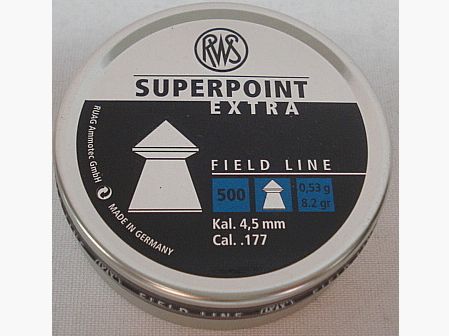 RWS
SUPERPOINT
EXTRA
FIELD LINE
500
0,53 g
8.2 gr
Kal. 4,5 mm
Cal. .177
RUAG Ammotec GmbH
MADE IN GERMANY
FIELD LINE
RWS